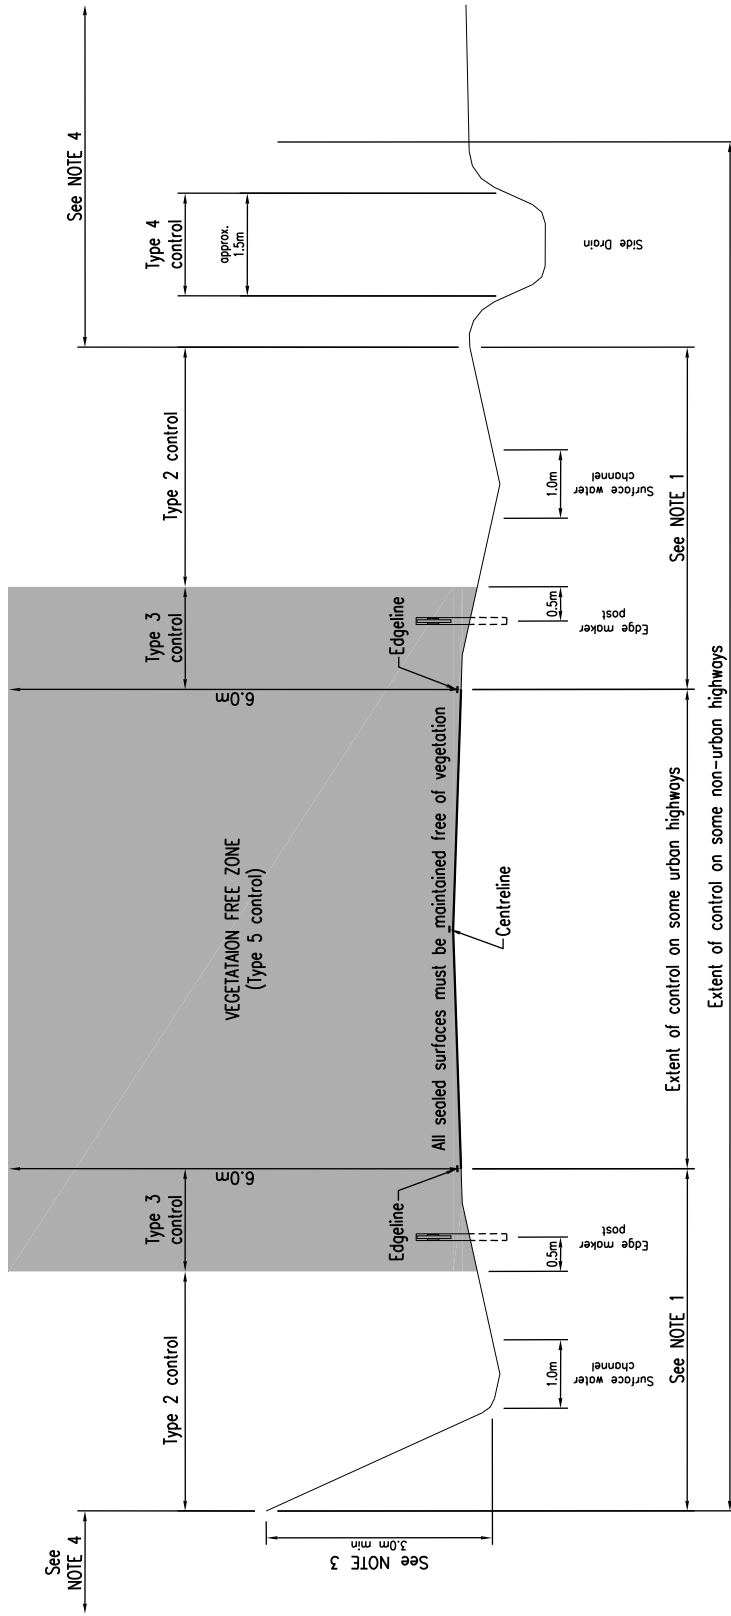 See
NOTE 4
See NOTE 4
Type 2 control
Type 3
control
VEGETATAION FREE ZONE
(Type 5 control)
Type 3
control
Type 2 control
Type 4
control
approx.
1.5m
6.0m
6.0m
See NOTE 3
3.0m min
Edgeline
All sealed surfaces must be maintained free of vegetation
Edgeline
Centreline
1.0m
Surface water
channel
0.5m
Edge maker
post
0.5m
Edge maker
post
1.0m
Surface water
channel
Side Drain
See NOTE 1
Extent of control on some urban highways
See NOTE 1
Extent of control on some non-urban highways